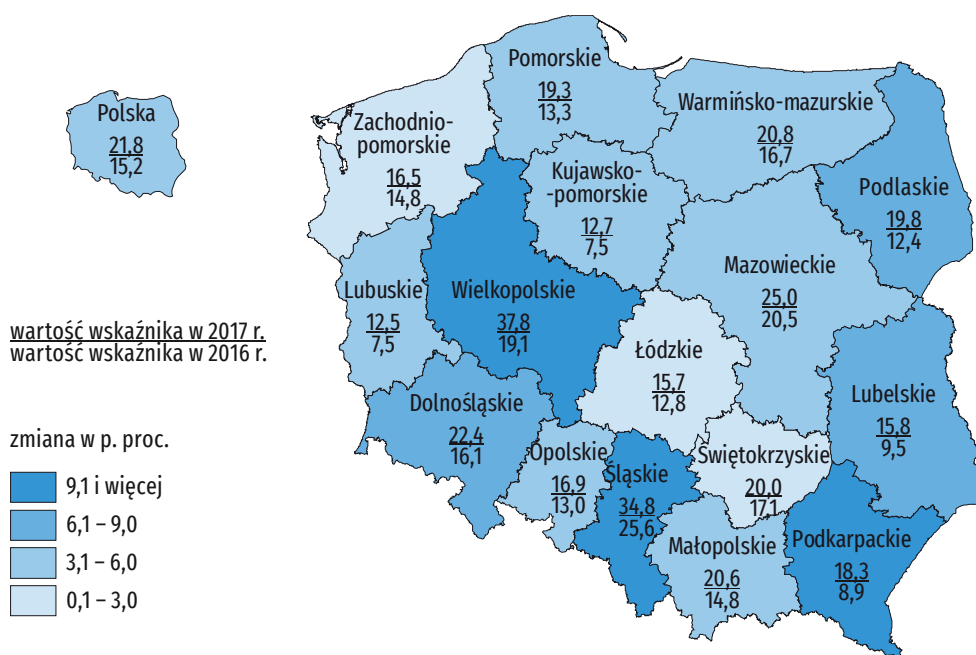 Polska
21,8
15,2
wartość wskaźnika w 2017 r.
wartość wskaźnika w 2016 r.
zmiana w p. proc.
9,1 i więcej
6,1 – 9,0
3,1 – 6,0
0,1 – 3,0
Pomorskie
19,3
13,3
Warmińsko-mazurskie
20,8
16,7
Zachodnio-
pomorskie
16,5
14,8
Kujawsko-
-pomorskie
12,7
7,5
Podlaskie
19,8
12,4
Mazowieckie
25,0
20,5
Lubuskie
12,5
7,5
Wielkopolskie
37,8
19,1
Łódzkie
15,7
12,8
Lubelskie
15,8
9,5
Dolnośląskie
22,4
16,1
Opolskie
16,9
13,0
Śląskie
34,8
25,6
Świętokrzyskie
20,0
17,1
Małopolskie
20,6
14,8
Podkarpackie
18,3
8,9